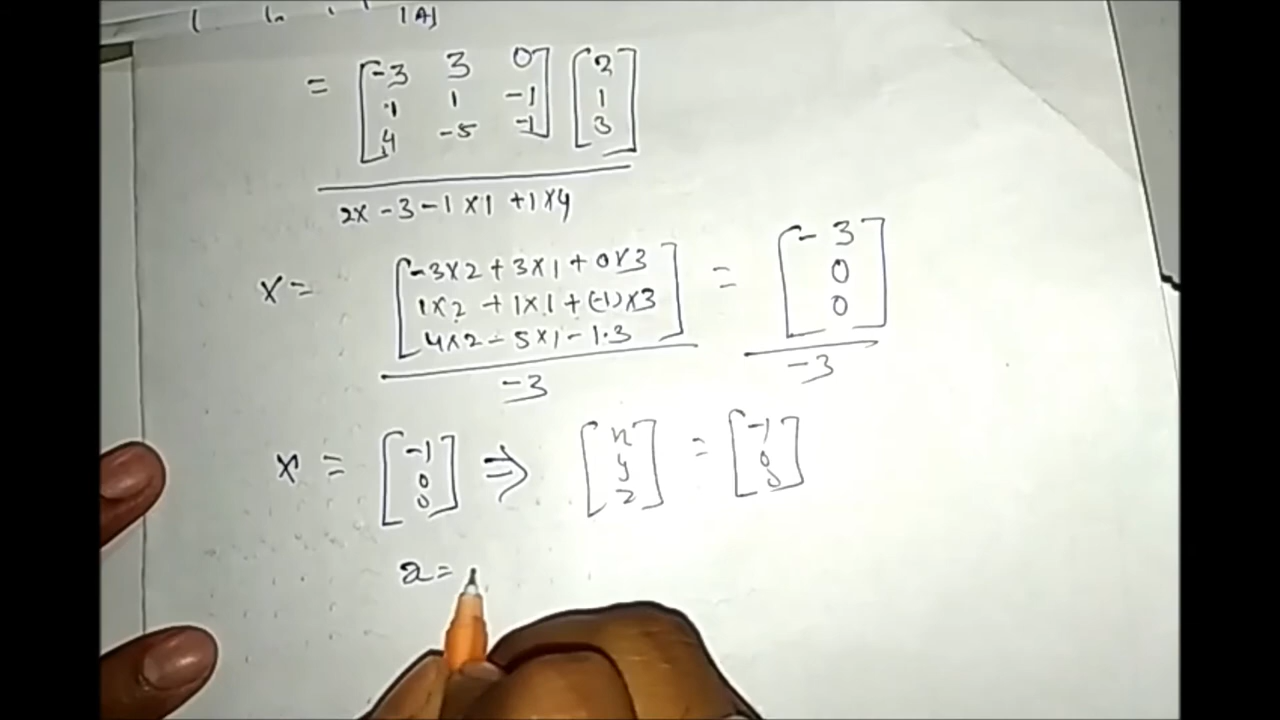 |A|
= [-3 3 0] [2]
[1 1 -1] [1]
[4 -5 -1] [3]
2x -3 -1 x1 +1x4
x = [-3x2 + 3x1 + 0x3] = [-3]
[1x2 + 1x1 + (-1)x3] [0]
[4x2 - 5x1 - 1.3] [0]
-3 -3
x = [-1] ⇒ [x] = [-1]
[0] [y] [0]
[0] [z] [0]
x =